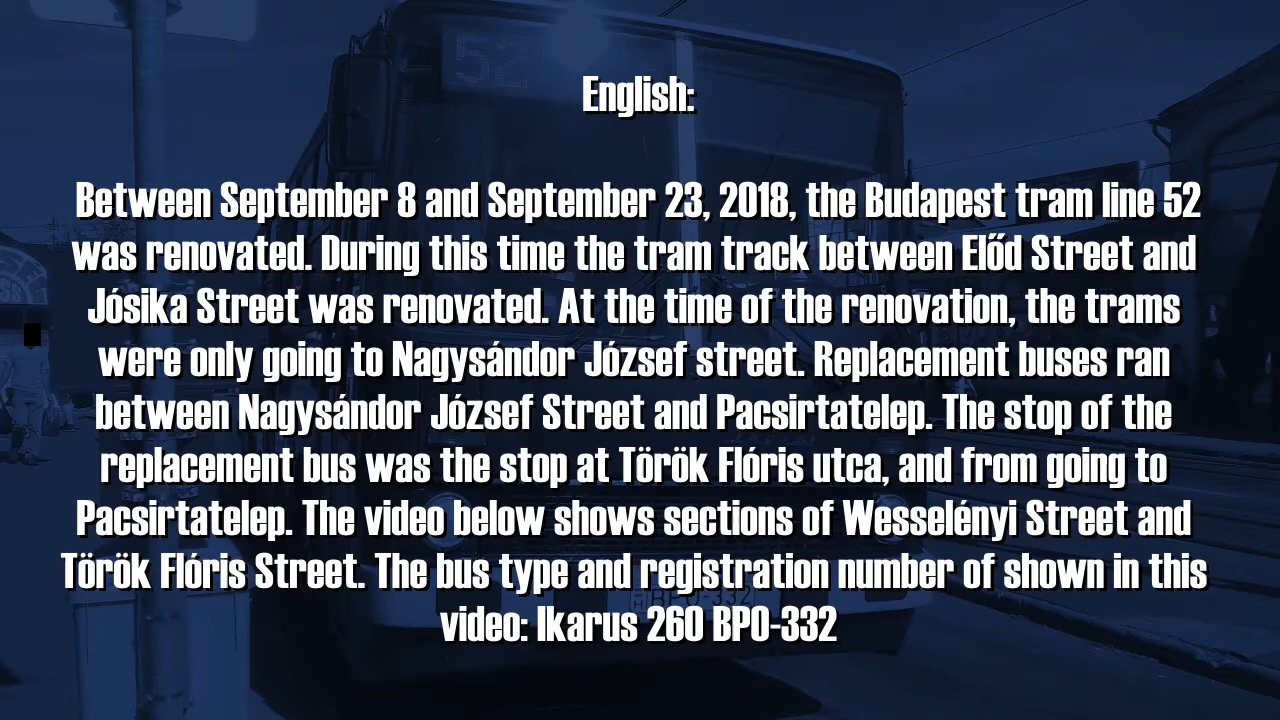 52
English:
Between September 8 and September 23, 2018, the Budapest tram line 52
was renovated. During this time the tram track between Előd Street and
Jósika Street was renovated. At the time of the renovation, the trams
were only going to Nagysándor József street. Replacement buses ran
between Nagysándor József Street and Pacsirtatelep. The stop of the
replacement bus was the stop at Török Flóris utca, and from going to
Pacsirtatelep. The video below shows sections of Wesselényi Street and
Török Flóris Street. The bus type and registration number of shown in this
video: Ikarus 260 BPO-332
BPO-332